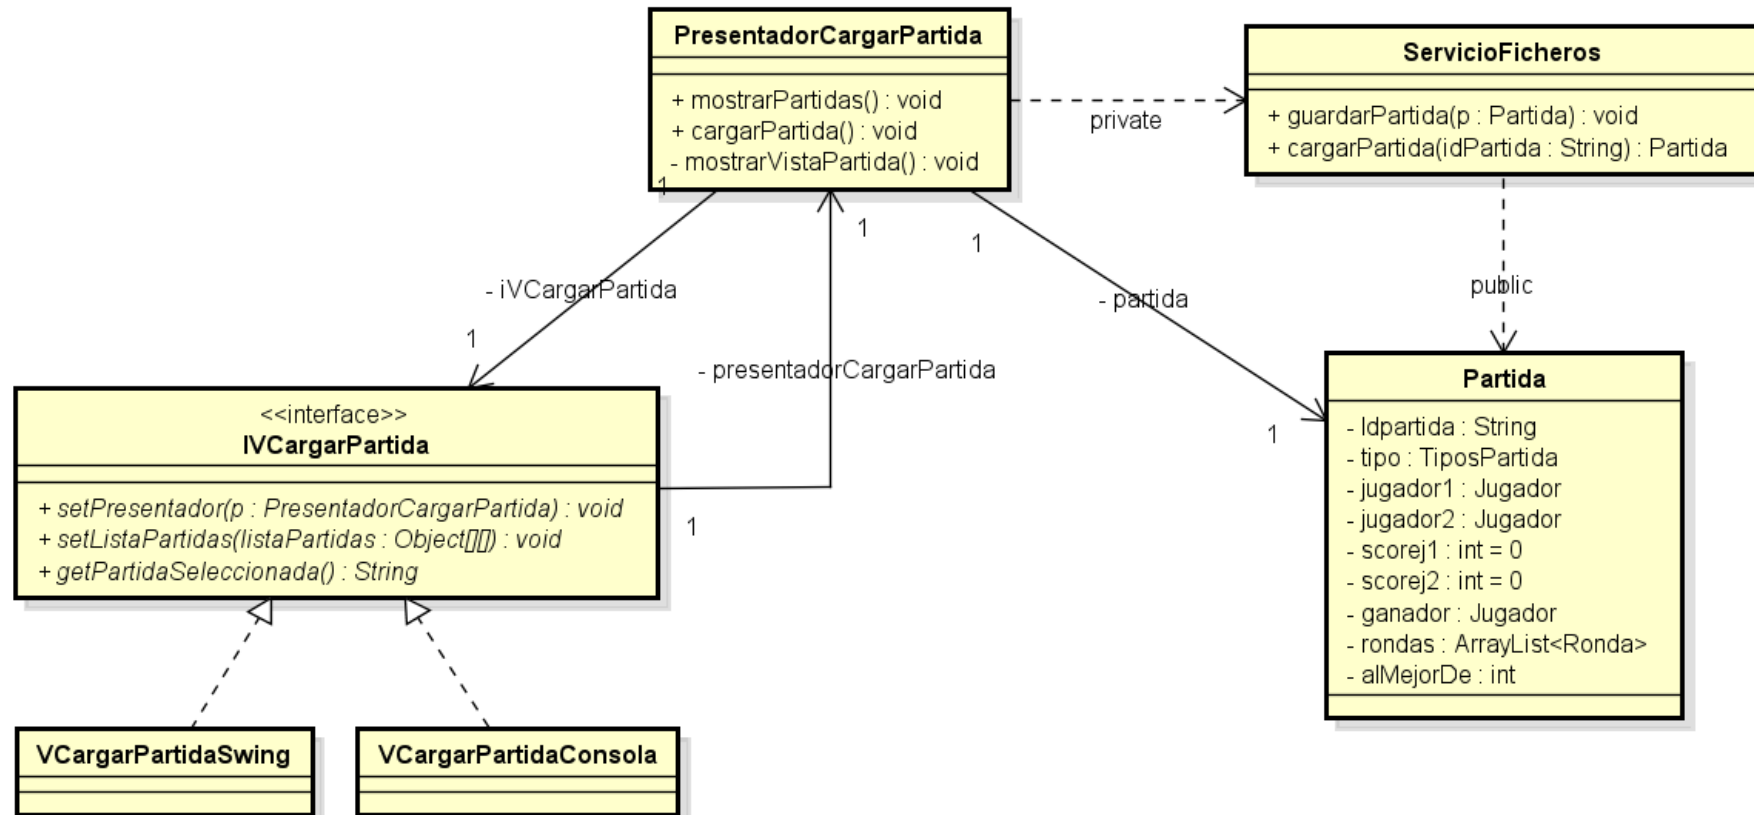 PresentadorCargarPartida
+ mostrarPartidas() : void
+ cargarPartida() : void
- mostrarVistaPartida() : void
private
ServicioFicheros
+ guardarPartida(p : Partida) : void
+ cargarPartida(idPartida : String) : Partida
1
1
1
- iVCargarPartida
- partida
public
1
- presentadorCargarPartida
1
1
<<interface>>
IVCargarPartida
+ setPresentador(p : PresentadorCargarPartida) : void
+ setListaPartidas(listaPartidas : Object[][]) : void
+ getPartidaSeleccionada() : String
Partida
- Idpartida : String
- tipo : TiposPartida
- jugador1 : Jugador
- jugador2 : Jugador
- scorej1 : int = 0
- scorej2 : int = 0
- ganador : Jugador
- rondas : ArrayList<Ronda>
- alMejorDe : int
VCargarPartidaSwing
VCargarPartidaConsola